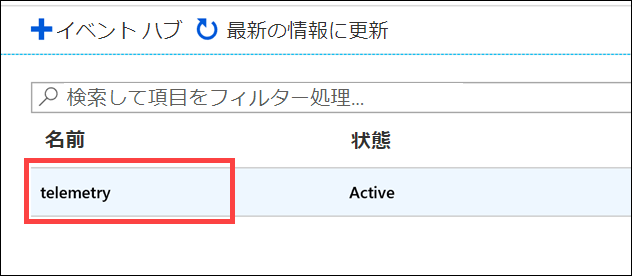 イベント ハブ 最新の情報に更新
検索して項目をフィルター処理...
名前 状態
telemetry Active